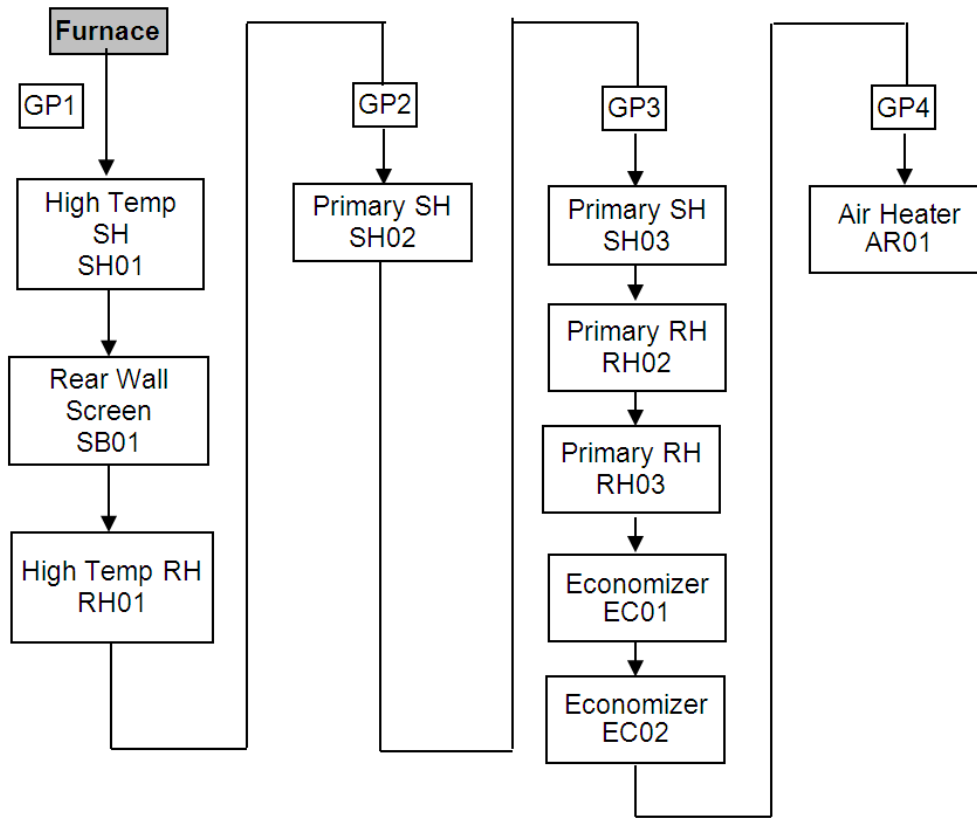 Furnace
GP1
High Temp
SH
SH01
Rear Wall
Screen
SB01
High Temp RH
RH01
GP2
Primary SH
SH02
GP3
Primary SH
SH03
Primary RH
RH02
Primary RH
RH03
Economizer
EC01
Economizer
EC02
GP4
Air Heater
AR01